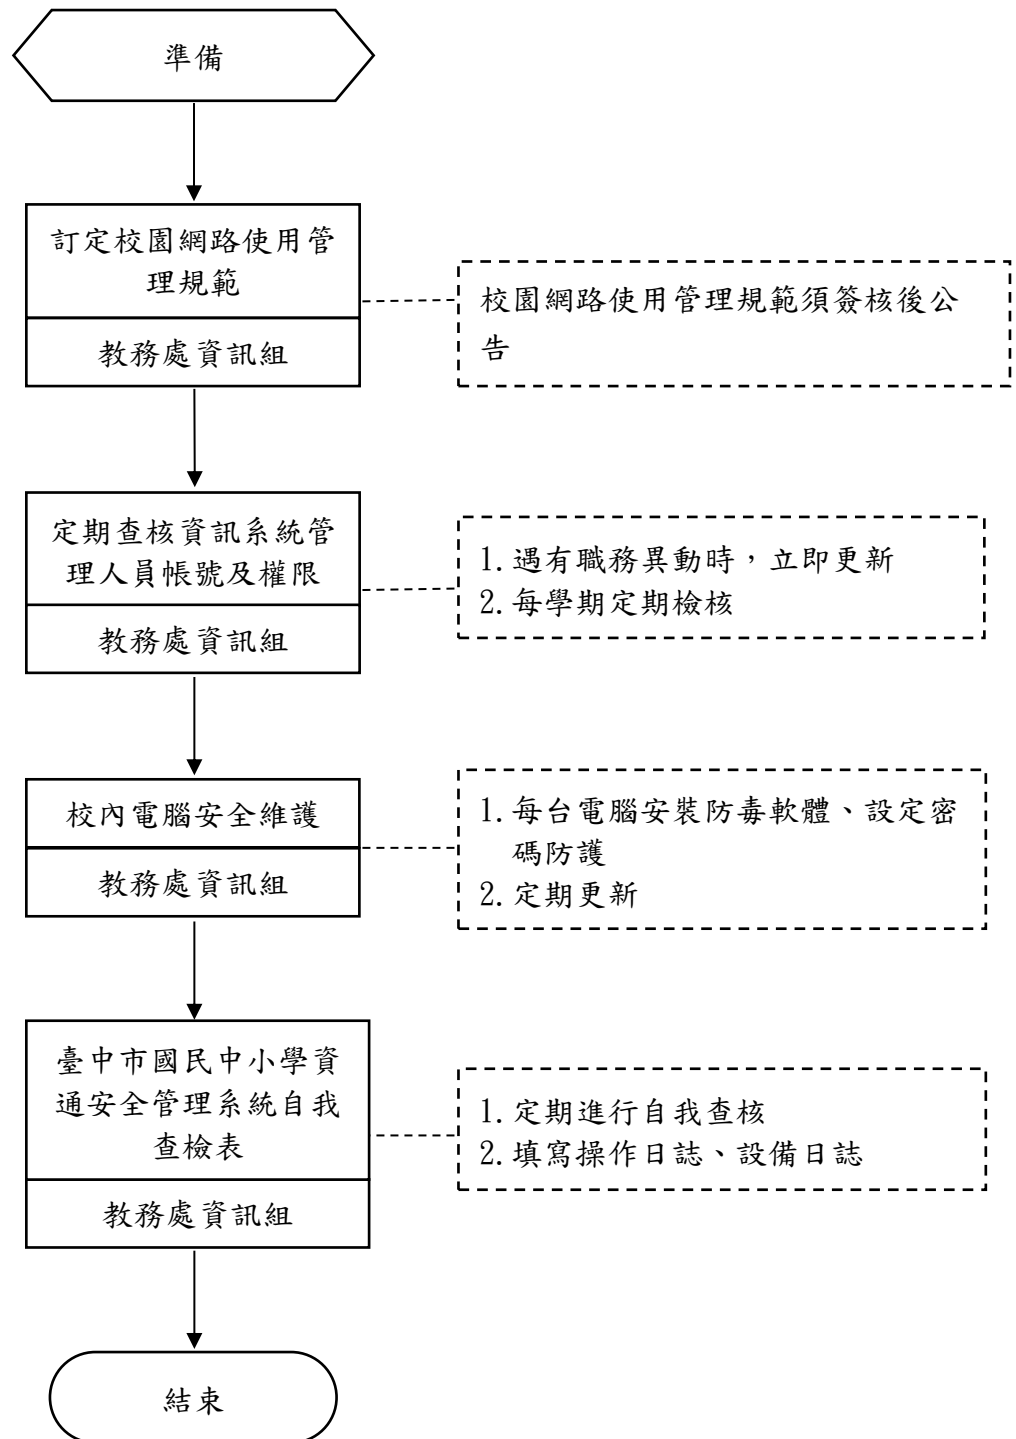 準備
訂定校園網路使用管
理規範
教務處資訊組
校園網路使用管理規範須簽核後公
告
定期查核資訊系統管
理人員帳號及權限
教務處資訊組
1.遇有職務異動時，立即更新
2.每學期定期檢核
校內電腦安全維護
教務處資訊組
1.每台電腦安裝防毒軟體、設定密
碼防護
2.定期更新
臺中市國民中小學資
通安全管理系統自我
查檢表
教務處資訊組
1.定期進行自我查核
2.填寫操作日誌、設備日誌
結束